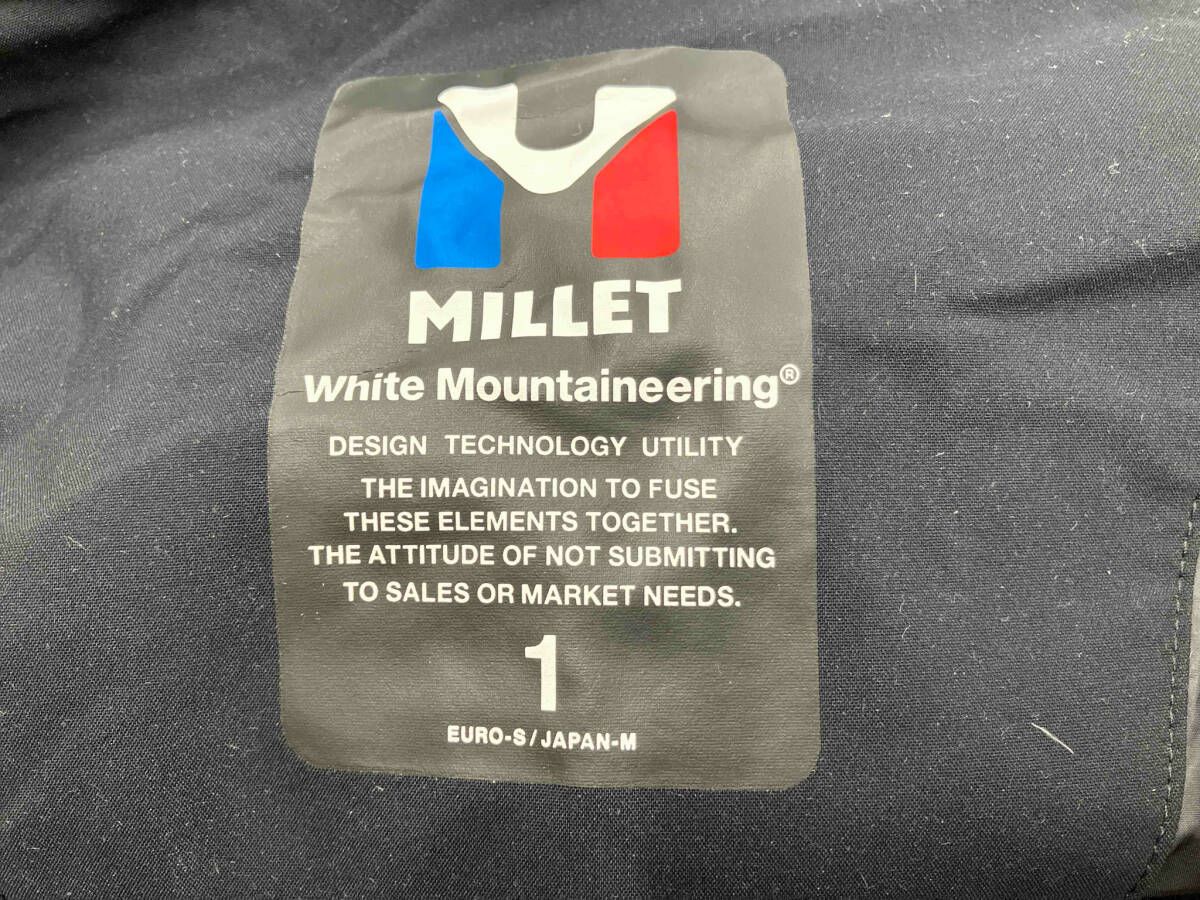 MILLET
White Mountaineering®
DESIGN TECHNOLOGY UTILITY
THE IMAGINATION TO FUSE
THESE ELEMENTS TOGETHER.
THE ATTITUDE OF NOT SUBMITTING
TO SALES OR MARKET NEEDS.
1
EURO-S/JAPAN-M